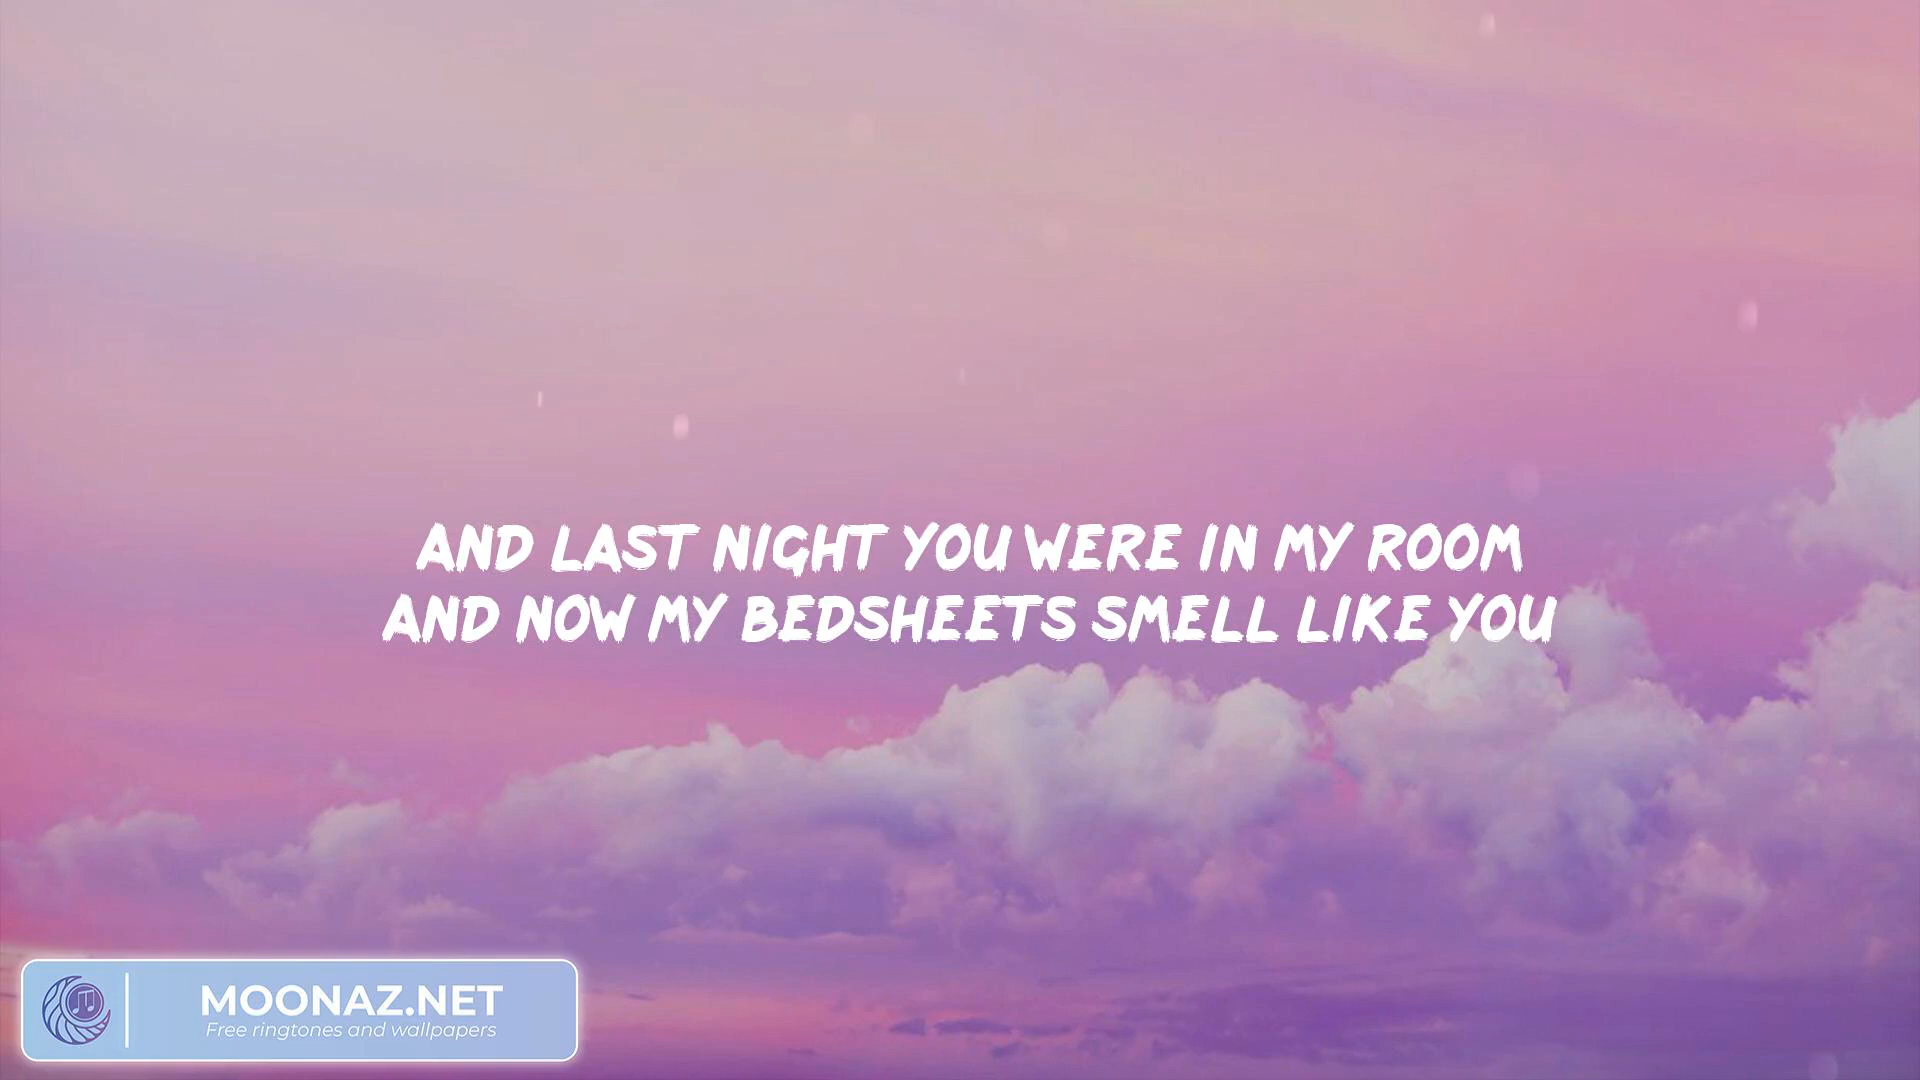 AND LAST NIGHT YOU WERE IN MY ROOM
AND NOW MY BEDSHEETS SMELL LIKE YOU
MOONAZ.NET
Free ringtones and wallpapers